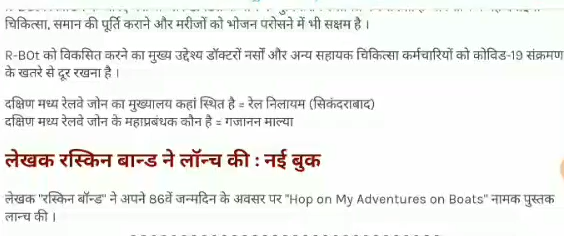 चिकित्सा, समान की पूर्ति कराने और मरीजों को भोजन परोसने में भी सक्षम है ।
R-BOt को विकसित करने का मुख्य उद्देश्य डॉक्टरों नर्सों और अन्य सहायक चिकित्सा कर्मचारियों को कोविड-19 संक्रमण
के खतरे से दूर रखना है ।
दक्षिण मध्य रेलवे जोन का मुख्यालय कहां स्थित है = रेल निलायम (सिकंदराबाद)
दक्षिण मध्य रेलवे जोन के महाप्रबंधक कौन है = गजानन माल्या
लेखक रस्किन बान्ड ने लॉन्च की : नई बुक
लेखक "रस्किन बॉन्ड" ने अपने 86वें जन्मदिन के अवसर पर "Hop on My Adventures on Boats" नामक पुस्तक
लान्च की ।